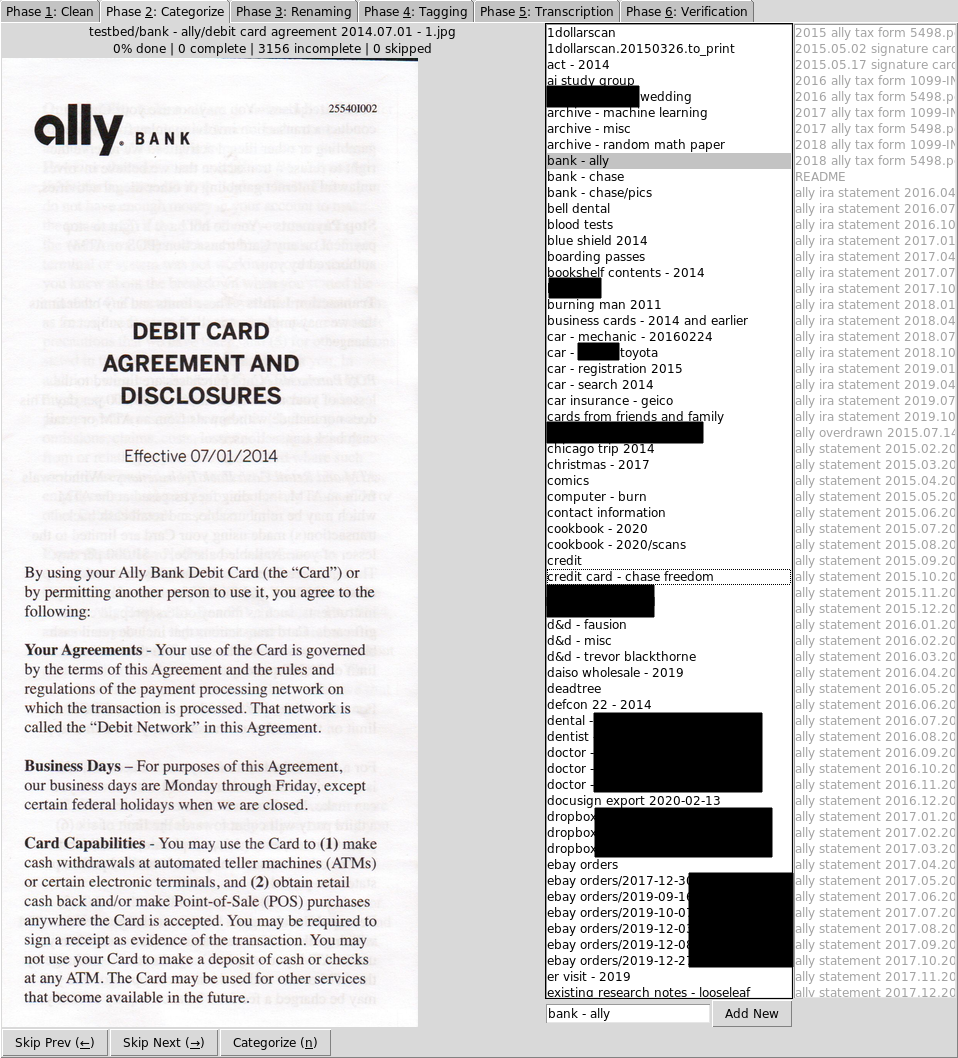 Phase 1: Clean
Phase 2: Categorize
Phase 3: Renaming
Phase 4: Tagging
Phase 5: Transcription
Phase 6: Verification
testbed/bank - ally/debit card agreement 2014.07.01 - 1.jpg
0% done | 0 complete | 3156 incomplete | 0 skipped
25540I002
ally. BANK
DEBIT CARD
AGREEMENT AND
DISCLOSURES
Effective 07/01/2014
By using your Ally Bank Debit Card (the “Card”) or
by permitting another person to use it, you agree to the
following:
Your Agreements - Your use of the Card is governed
by the terms of this Agreement and the rules and
regulations of the payment processing network on
which the transaction is processed. That network is
called the “Debit Network” in this Agreement.
Business Days – For purposes of this Agreement,
our business days are Monday through Friday, except
certain federal holidays when we are closed.
Card Capabilities - You may use the Card to (1) make
cash withdrawals at automated teller machines (ATMs)
or certain electronic terminals, and (2) obtain retail
cash back and/or make Point-of-Sale (POS) purchases
anywhere the Card is accepted. You may be required to
sign a receipt as evidence of the transaction. You may
not use your Card to make a deposit of cash or checks
at any ATM. The Card may be used for other services
that become available in the future.
1dollarscan
1dollarscan.20150326.to_print
act - 2014
ai study group
wedding
archive - machine learning
archive - misc
archive - random math paper
bank - ally
bank - chase
bank - chase/pics
bell dental
blood tests
blue shield 2014
boarding passes
bookshelf contents - 2014
burning man 2011
business cards - 2014 and earlier
car - mechanic - 20160224
car - toyota
car - registration 2015
car - search 2014
car insurance - geico
cards from friends and family
chicago trip 2014
christmas - 2017
comics
computer - burn
contact information
cookbook - 2020
cookbook - 2020/scans
credit
credit card - chase freedom
d&d - fausion
d&d - misc
d&d - trevor blackthorne
daiso wholesale - 2019
deadtree
defcon 22 - 2014
dental -
dentist
doctor -
doctor -
doctor -
docusign export 2020-02-13
dropbox
dropbox
dropbox
ebay orders
ebay orders/2017-12-30
ebay orders/2019-09-16
ebay orders/2019-10-07
ebay orders/2019-12-03
ebay orders/2019-12-08
ebay orders/2019-12-27
er visit - 2019
existing research notes - looseleaf
2015 ally tax form 5498.p
2015.05.02 signature card
2015.05.17 signature card
2016 ally tax form 1099-IN
2016 ally tax form 5498.p
2017 ally tax form 1099-IN
2017 ally tax form 5498.p
2018 ally tax form 1099-IN
2018 ally tax form 5498.p
README
ally ira statement 2016.04
ally ira statement 2016.07
ally ira statement 2016.10
ally ira statement 2017.01
ally ira statement 2017.04
ally ira statement 2017.07
ally ira statement 2017.10
ally ira statement 2018.01
ally ira statement 2018.04
ally ira statement 2018.07
ally ira statement 2018.10
ally ira statement 2019.01
ally ira statement 2019.04
ally ira statement 2019.07
ally ira statement 2019.10
ally overdrawn 2015.07.14
ally statement 2015.02.20
ally statement 2015.03.20
ally statement 2015.04.20
ally statement 2015.05.20
ally statement 2015.06.20
ally statement 2015.07.20
ally statement 2015.08.20
ally statement 2015.09.20
ally statement 2015.10.20
ally statement 2015.11.20
ally statement 2015.12.20
ally statement 2016.01.20
ally statement 2016.02.20
ally statement 2016.03.20
ally statement 2016.04.20
ally statement 2016.05.20
ally statement 2016.06.20
ally statement 2016.07.20
ally statement 2016.08.20
ally statement 2016.09.20
ally statement 2016.10.20
ally statement 2016.11.20
ally statement 2016.12.20
ally statement 2017.01.20
ally statement 2017.02.20
ally statement 2017.03.20
ally statement 2017.04.20
ally statement 2017.05.20
ally statement 2017.06.20
ally statement 2017.07.20
ally statement 2017.08.20
ally statement 2017.09.20
ally statement 2017.10.20
ally statement 2017.11.20
ally statement 2017.12.20
bank - ally
Add New
Skip Prev (←)
Skip Next (→)
Categorize (n)